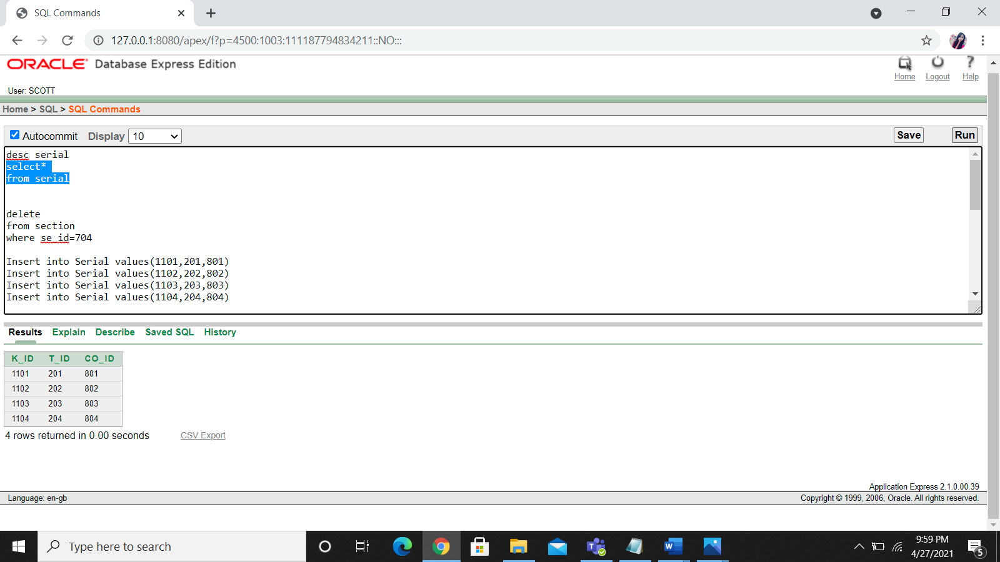 SQL Commands
127.0.0.1:8080/apex/f?p=4500:1003:111187794834211::NO:::
ORACLE Database Express Edition
Home Logout Help
User: SCOTT
Home > SQL > SQL Commands
Autocommit Display 10 Save Run
desc serial
select*
from serial
delete
from section
where se_id=704
Insert into Serial values(1101,201,801)
Insert into Serial values(1102,202,802)
Insert into Serial values(1103,203,803)
Insert into Serial values(1104,204,804)
Results Explain Describe Saved SQL History
K_ID T_ID CO_ID
1101 201 801
1102 202 802
1103 203 803
1104 204 804
4 rows returned in 0.00 seconds CSV Export
Application Express 2.1.0.00.39
Language: en-gb Copyright © 1999, 2006, Oracle. All rights reserved.
Type here to search
9:59 PM
4/27/2021
5